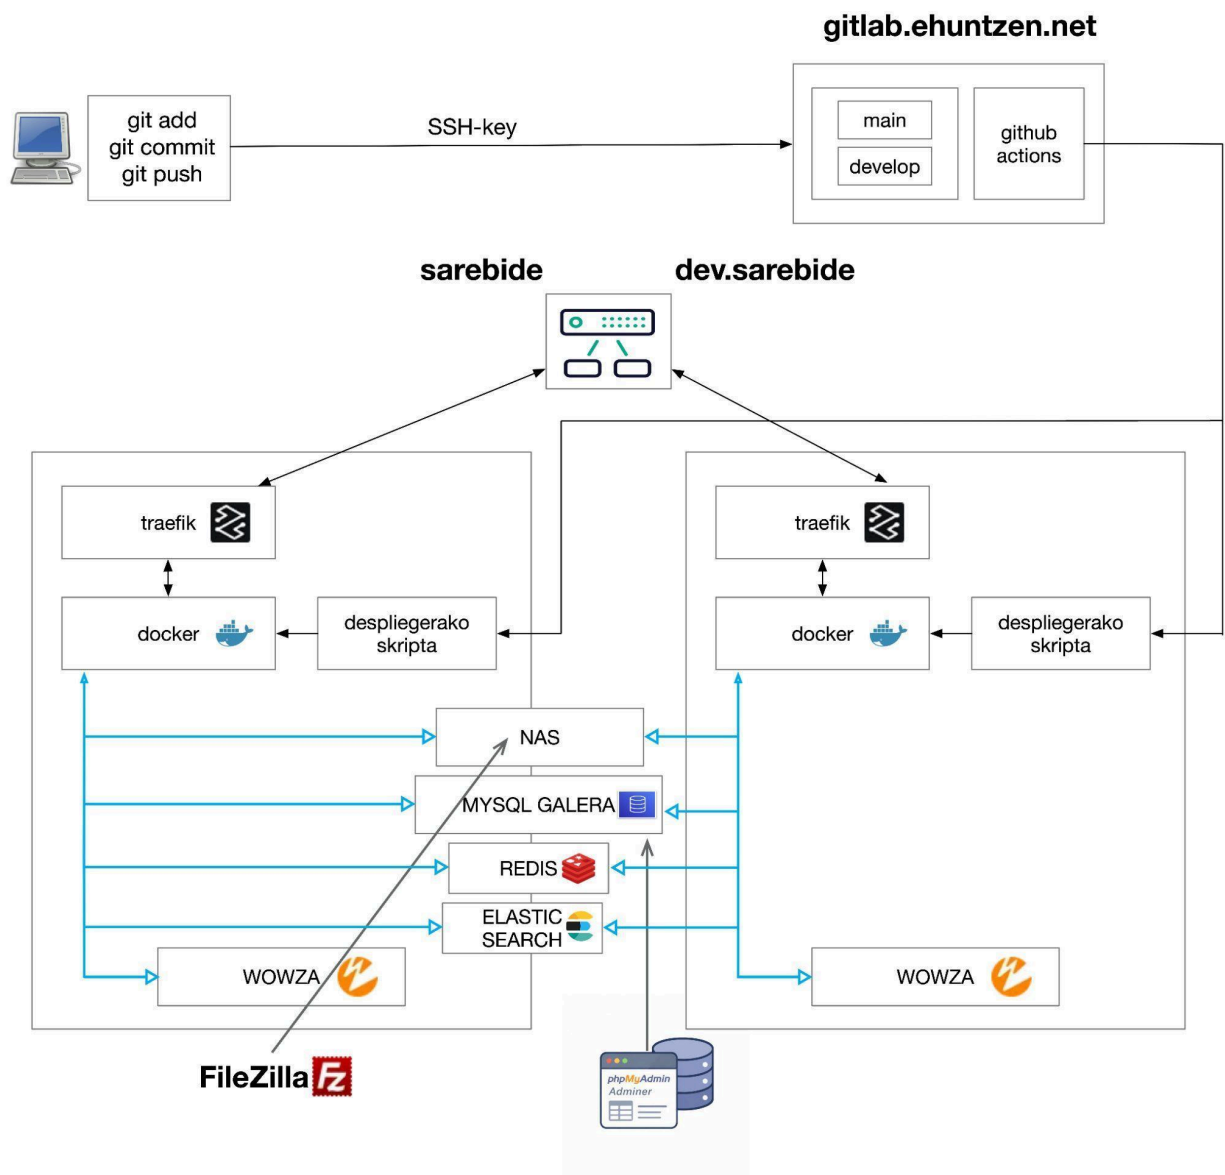 gitlab.ehuntzen.net
git add
git commit
git push
SSH-key
main
develop
github
actions
sarebide
dev.sarebide
traefik
docker
despliegerako
skripta
traefik
docker
despliegerako
skripta
NAS
MYSQL GALERA
REDIS
ELASTIC
SEARCH
WOWZA
WOWZA
FileZilla
Fz
phpMyAdmin
Adminer